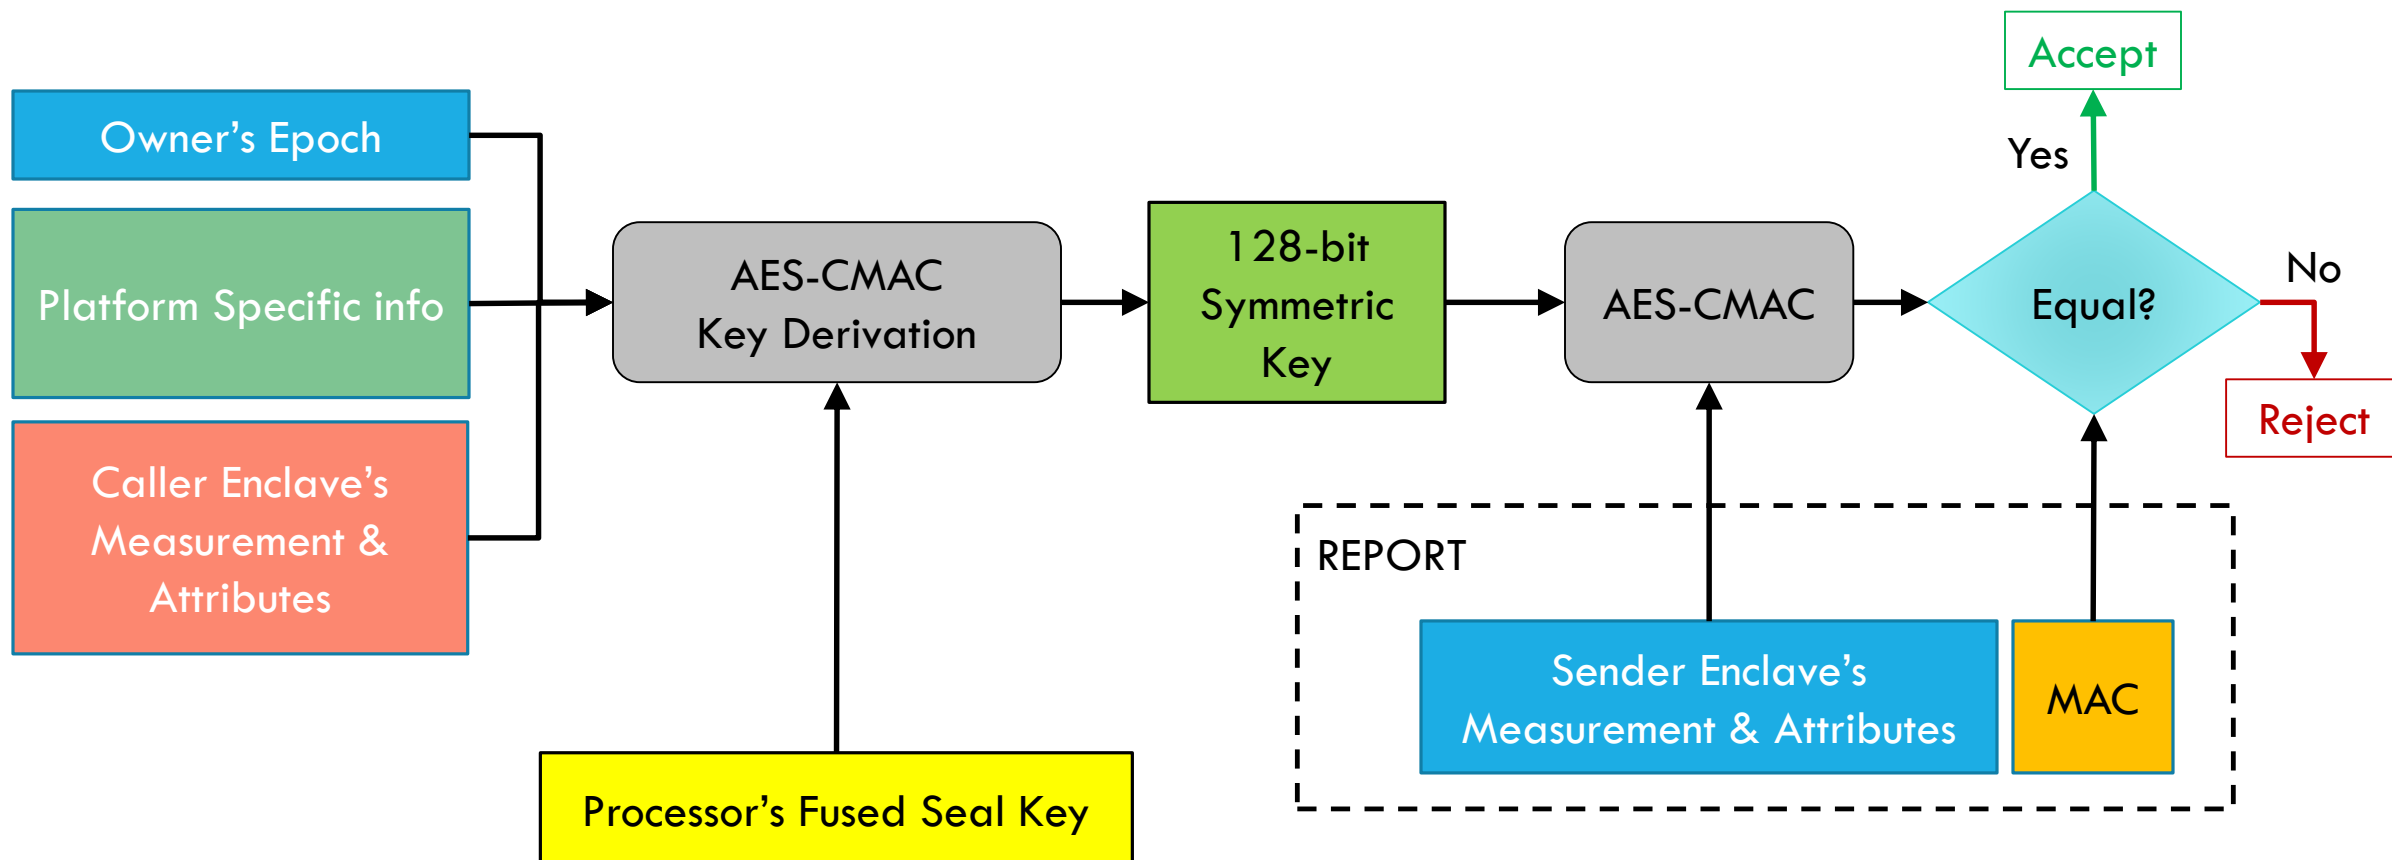 Owner’s Epoch
Platform Specific info
Caller Enclave’s
Measurement &
Attributes
AES-CMAC
Key Derivation
Processor’s Fused Seal Key
128-bit
Symmetric
Key
AES-CMAC
Equal?
Yes
Accept
No
Reject
REPORT
Sender Enclave’s
Measurement & Attributes
MAC